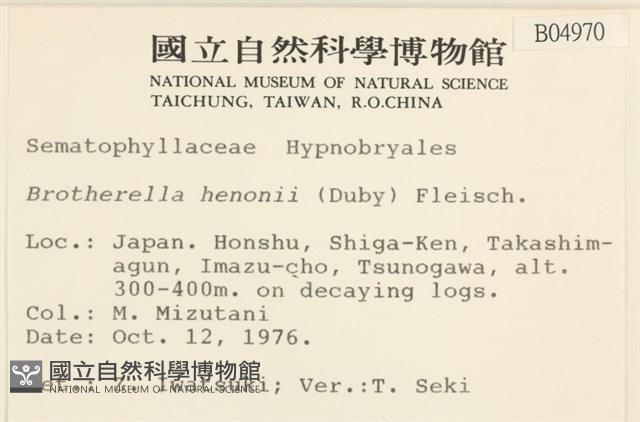 B04970
國立自然科學博物館
NATIONAL MUSEUM OF NATURAL SCIENCE
TAICHUNG, TAIWAN, R.O.CHINA
Sematophyllaceae Hypnobryales
Brotherella henonii (Duby) Fleisch.
Loc.: Japan. Honshu, Shiga-Ken, Takashim-
agun, Imazu-cho, Tsunogawa, alt.
300-400m. on decaying logs.
Col.: M. Mizutani
Date: Oct. 12, 1976.
國立自然科學博物館
NATIONAL MUSEUM OF NATURAL SCIENCE
Det.: Z. Iwatsuki; Ver.:T. Seki